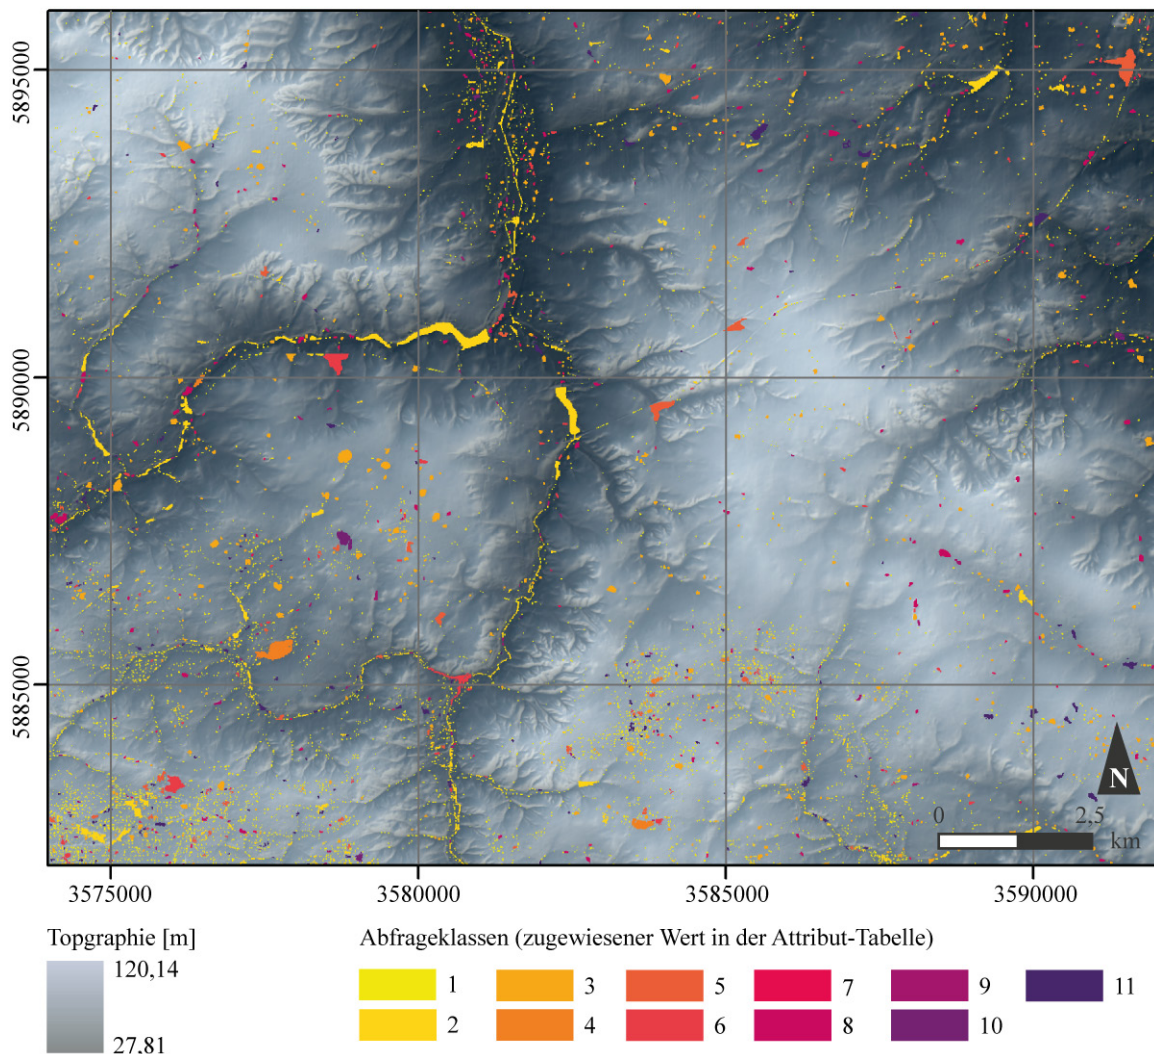 5895000
5890000
5885000
N
0 2,5
km
3575000 3580000 3585000 3590000
Topgraphie [m]
120,14
27,81
Abfrageklassen (zugewiesener Wert in der Attribut-Tabelle)
1 3 5 7 9 11
2 4 6 8 10